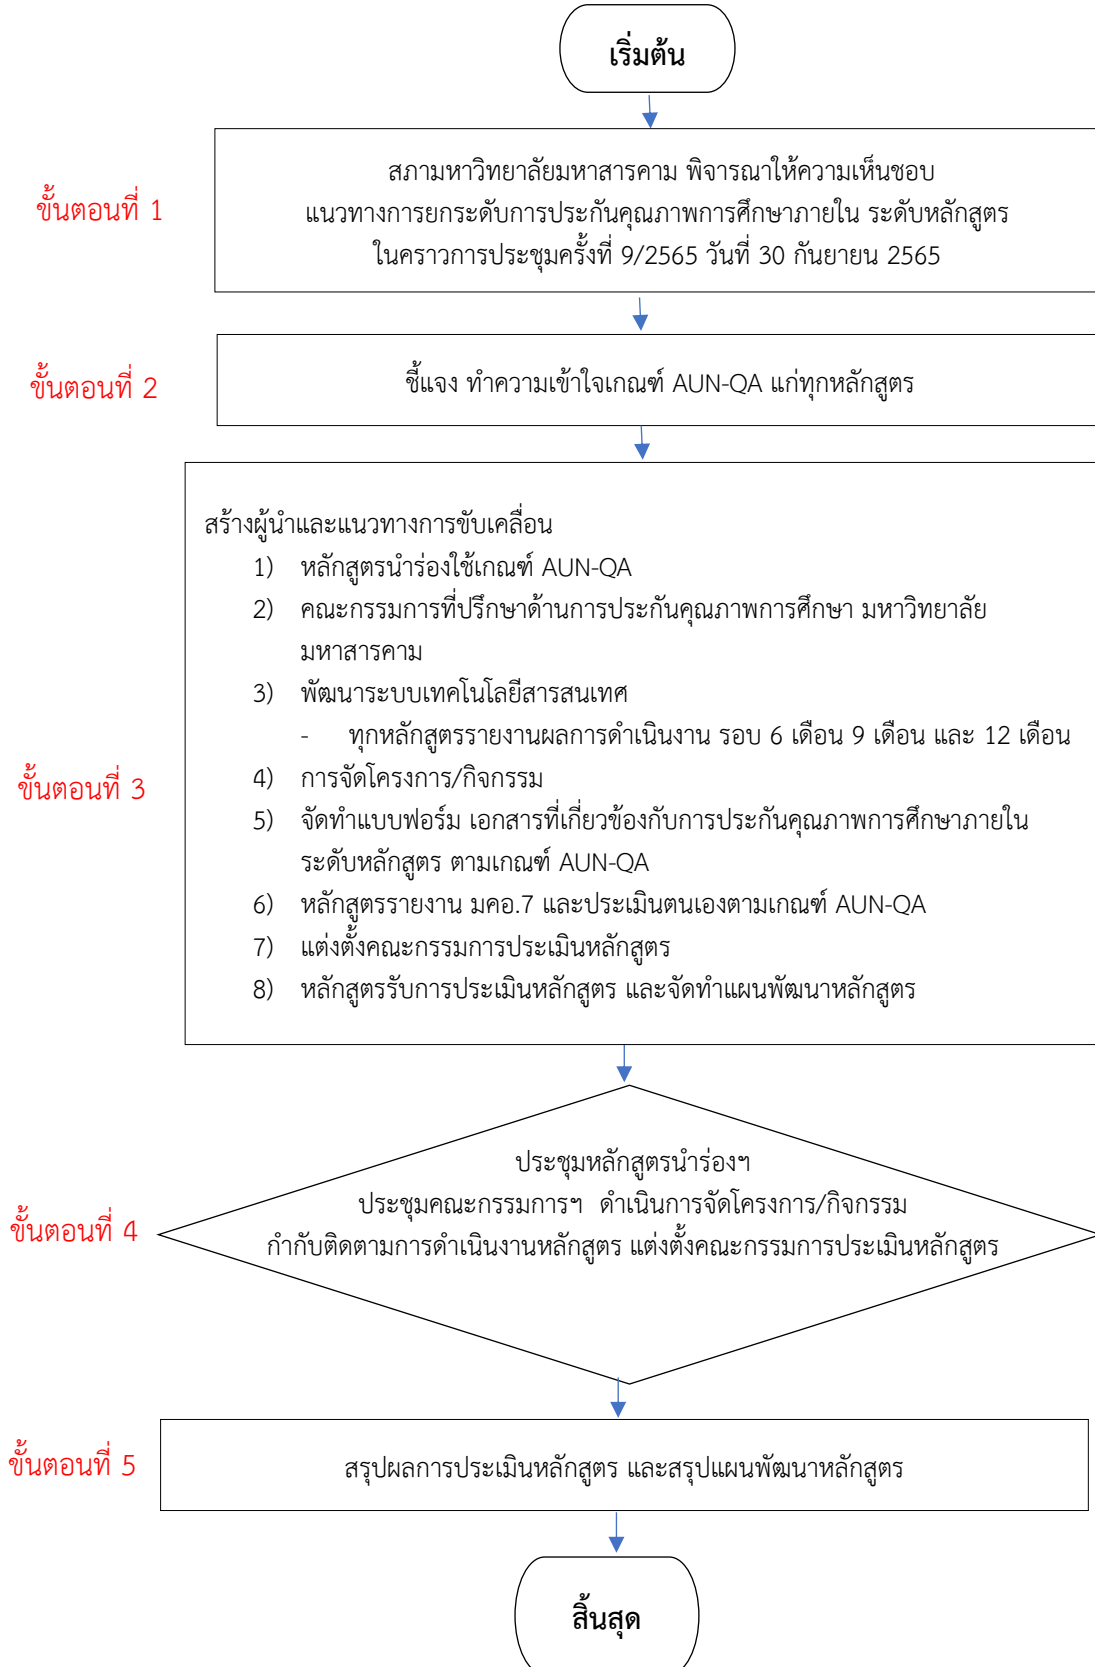 เริ่มต้น
ขั้นตอนที่ 1
สภามหาวิทยาลัยมหาสารคาม พิจารณาให้ความเห็นชอบ
แนวทางการยกระดับการประกันคุณภาพการศึกษาภายใน ระดับหลักสูตร
ในคราวการประชุมครั้งที่ 9/2565 วันที่ 30 กันยายน 2565
ขั้นตอนที่ 2
ชี้แจง ทำความเข้าใจเกณฑ์ AUN-QA แก่ทุกหลักสูตร
ขั้นตอนที่ 3
สร้างผู้นำและแนวทางการขับเคลื่อน
1) หลักสูตรนำร่องใช้เกณฑ์ AUN-QA
2) คณะกรรมการที่ปรึกษาด้านการประกันคุณภาพการศึกษา มหาวิทยาลัย
มหาสารคาม
3) พัฒนาระบบเทคโนโลยีสารสนเทศ
- ทุกหลักสูตรรายงานผลการดำเนินงาน รอบ 6 เดือน 9 เดือน และ 12 เดือน
4) การจัดโครงการ/กิจกรรม
5) จัดทำแบบฟอร์ม เอกสารที่เกี่ยวข้องกับการประกันคุณภาพการศึกษาภายใน
ระดับหลักสูตร ตามเกณฑ์ AUN-QA
6) หลักสูตรรายงาน มคอ.7 และประเมินตนเองตามเกณฑ์ AUN-QA
7) แต่งตั้งคณะกรรมการประเมินหลักสูตร
8) หลักสูตรรับการประเมินหลักสูตร และจัดทำแผนพัฒนาหลักสูตร
ขั้นตอนที่ 4
ประชุมหลักสูตรนำร่องฯ
ประชุมคณะกรรมการฯ ดำเนินการจัดโครงการ/กิจกรรม
กำกับติดตามการดำเนินงานหลักสูตร แต่งตั้งคณะกรรมการประเมินหลักสูตร
ขั้นตอนที่ 5
สรุปผลการประเมินหลักสูตร และสรุปแผนพัฒนาหลักสูตร
สิ้นสุด